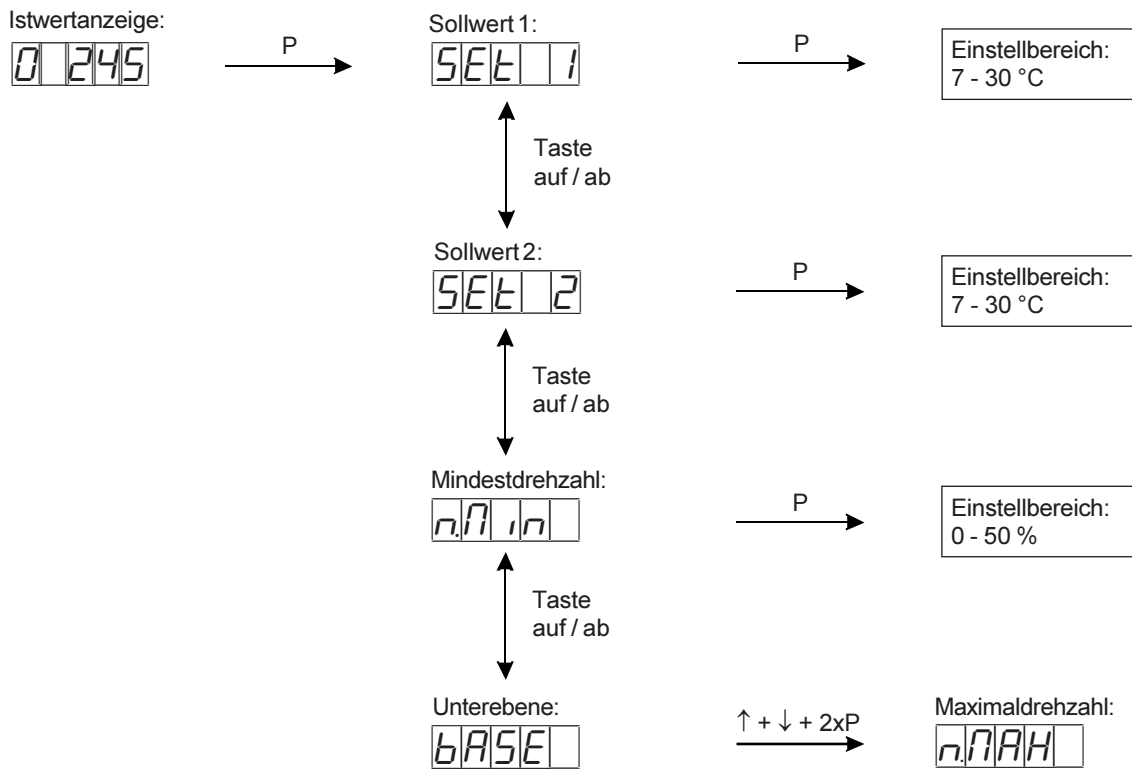 Istwertanzeige:
0 245
P
Sollwert 1:
SEt 1
P
Einstellbereich:
7 - 30 °C
Taste
auf / ab
Sollwert 2:
SEt 2
P
Einstellbereich:
7 - 30 °C
Taste
auf / ab
Mindestdrehzahl:
n.Min
P
Einstellbereich:
0 - 50 %
Taste
auf / ab
Unterebene:
bASE
↑ + ↓ + 2xP
Maximaldrehzahl:
n.MAH